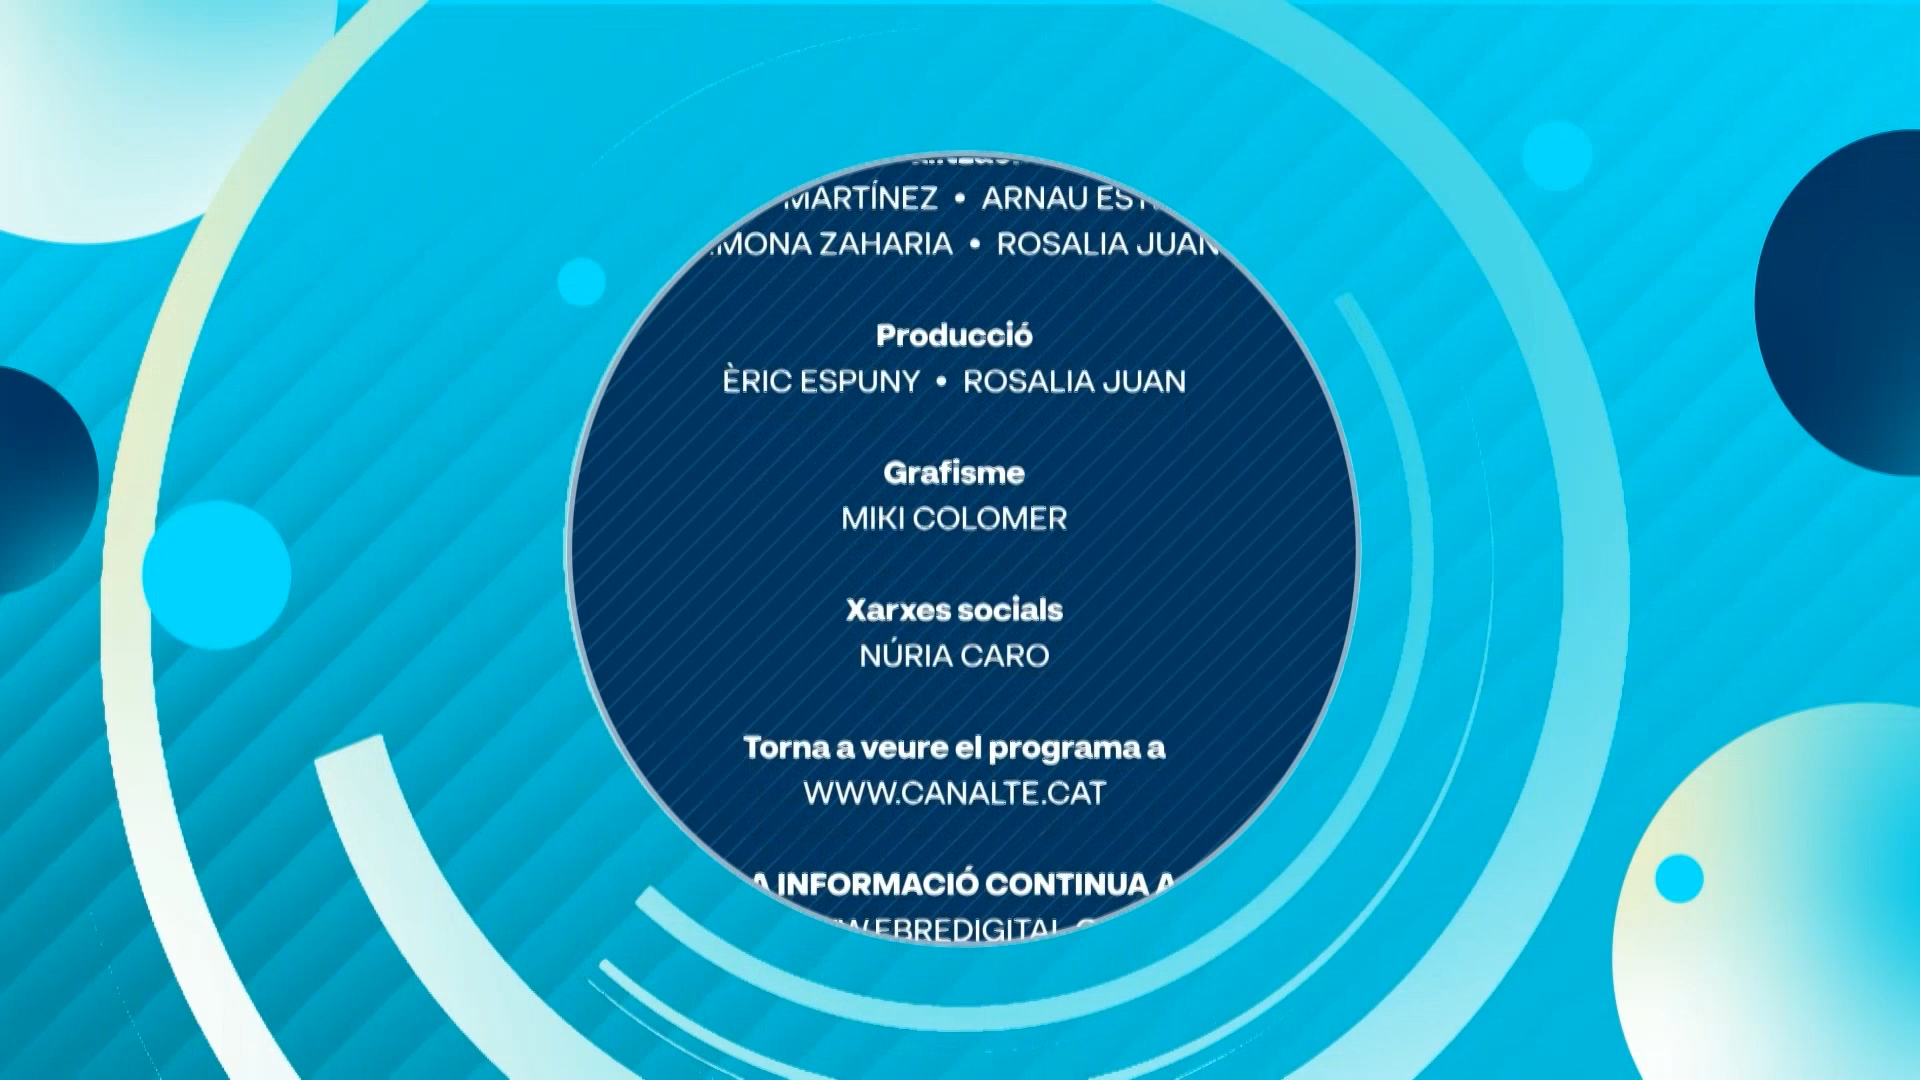 MARTÍNEZ • ARNAU
ZAHARIA • ROSALIA JUAN
Producció
ÈRIC ESPUNY • ROSALIA JUAN
Grafisme
MIKI COLOMER
Xarxes socials
NÚRIA CARO
Torna a veure el programa a
WWW.CANALTE.CAT
INFORMACIÓ CONTINUA A